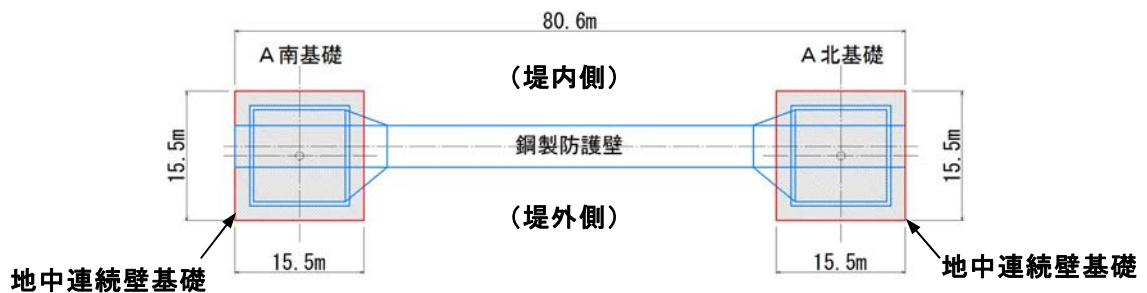 80.6m
A南基礎
A北基礎
(堤内側)
15.5m
鋼製防護壁
15.5m
(堤外側)
15.5m
15.5m
地中連続壁基礎
地中連続壁基礎